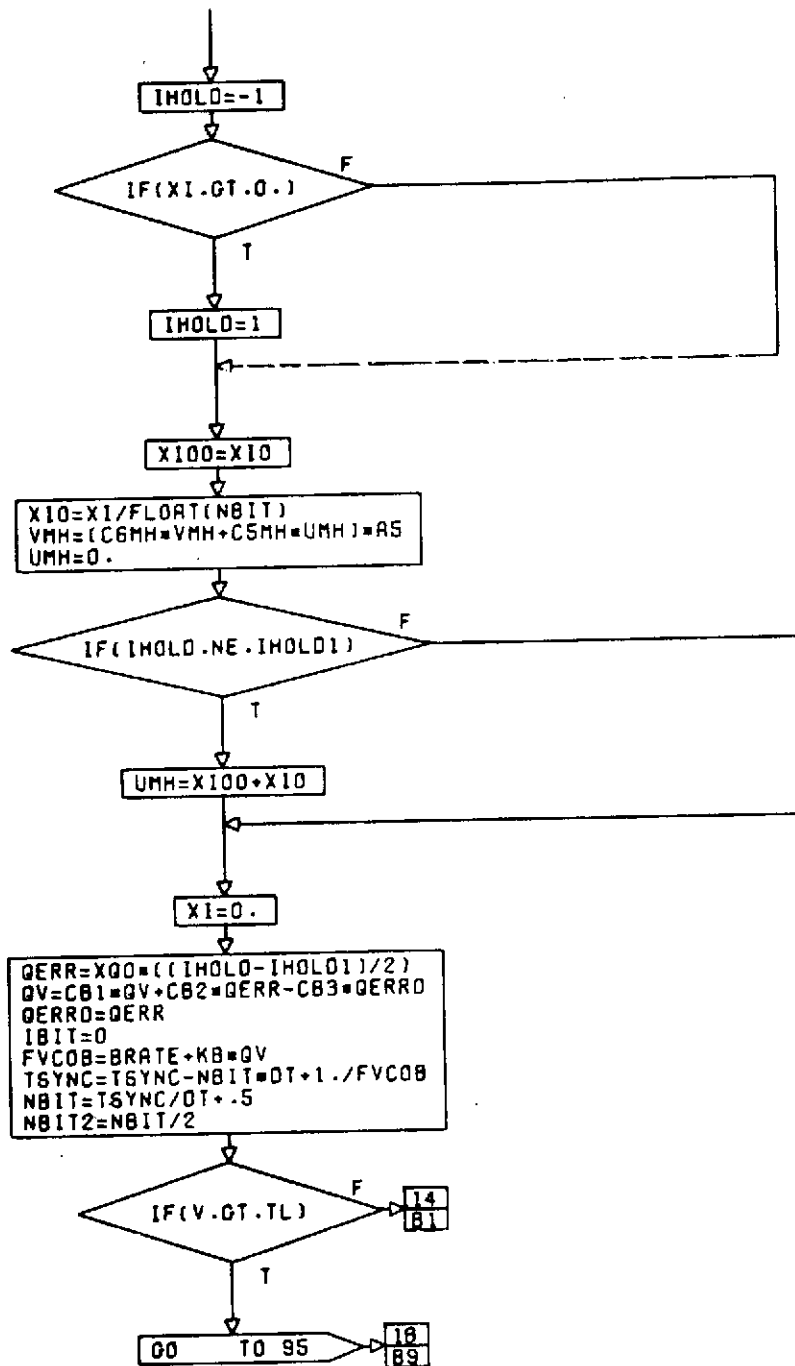 IHOLD=-1
F
IF(XI.GT.0.)
T
IHOLD=1
XI00=XI0
XI0=XI/FLOAT(NBIT)
VMH=(C6MH*VMH+C5MH*UMH)*A5
UMH=0.
F
IF(IHOLD.NE.IHOLD1)
T
UMH=XI00+XI0
XI=0.
QERR=XQ0*((IHOLD-IHOLD1)/2)
QV=CB1*QV+CB2*QERR-CB3*QERRO
QERRO=QERR
IBIT=0
FVCOB=BRATE+KB*QV
TSYNC=TSYNC-NBIT*DT+1./FVCOB
NBIT=TSYNC/DT+.5
NBIT2=NBIT/2
F
14
IF(V.GT.TL)
B1
T
18
GO TO 95
B9